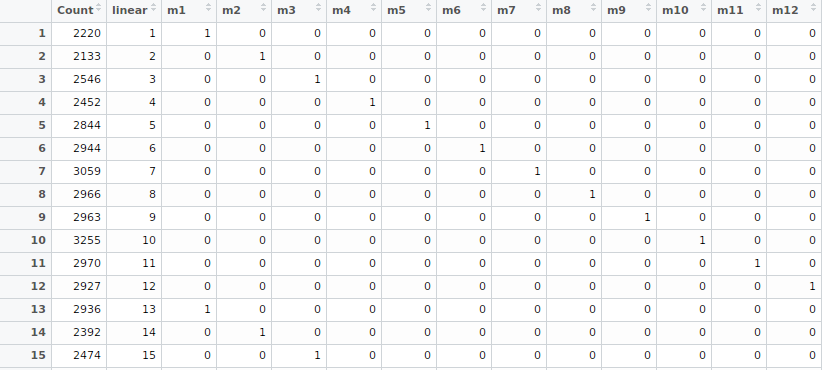 Count linear m1 m2 m3 m4 m5 m6 m7 m8 m9 m10 m11 m12
1 2220 1 1 0 0 0 0 0 0 0 0 0 0 0
2 2133 2 0 1 0 0 0 0 0 0 0 0 0 0
3 2546 3 0 0 1 0 0 0 0 0 0 0 0 0
4 2452 4 0 0 0 1 0 0 0 0 0 0 0 0
5 2844 5 0 0 0 0 1 0 0 0 0 0 0 0
6 2944 6 0 0 0 0 0 1 0 0 0 0 0 0
7 3059 7 0 0 0 0 0 0 1 0 0 0 0 0
8 2966 8 0 0 0 0 0 0 0 1 0 0 0 0
9 2963 9 0 0 0 0 0 0 0 0 1 0 0 0
10 3255 10 0 0 0 0 0 0 0 0 0 1 0 0
11 2970 11 0 0 0 0 0 0 0 0 0 0 1 0
12 2927 12 0 0 0 0 0 0 0 0 0 0 0 1
13 2936 13 1 0 0 0 0 0 0 0 0 0 0 0
14 2392 14 0 1 0 0 0 0 0 0 0 0 0 0
15 2474 15 0 0 1 0 0 0 0 0 0 0 0 0